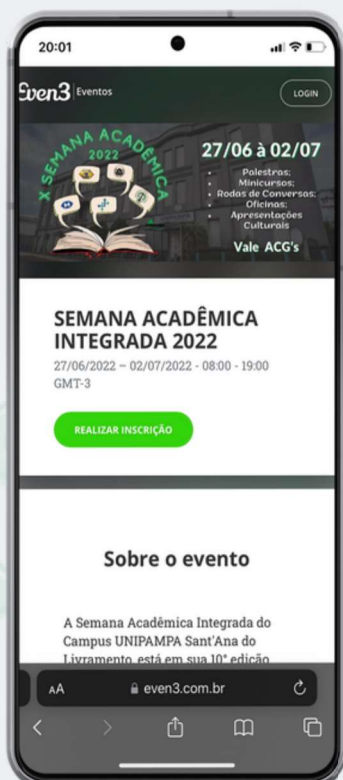 20:01
Even3 Eventos
LOGIN
X SEMANA ACADÊMICA
2022
27/06 à 02/07
• Palestras;
• Minicursos;
• Rodas de Conversas;
• Oficinas;
• Apresentações
Culturais
Vale ACG's
SEMANA ACADÊMICA
INTEGRADA 2022
27/06/2022 – 02/07/2022 - 08:00 - 19:00
GMT-3
REALIZAR INSCRIÇÃO
Sobre o evento
A Semana Acadêmica Integrada do
Campus UNIPAMPA Sant'Ana do
Livramento, está em sua 10ª edição
AA
even3.com.br